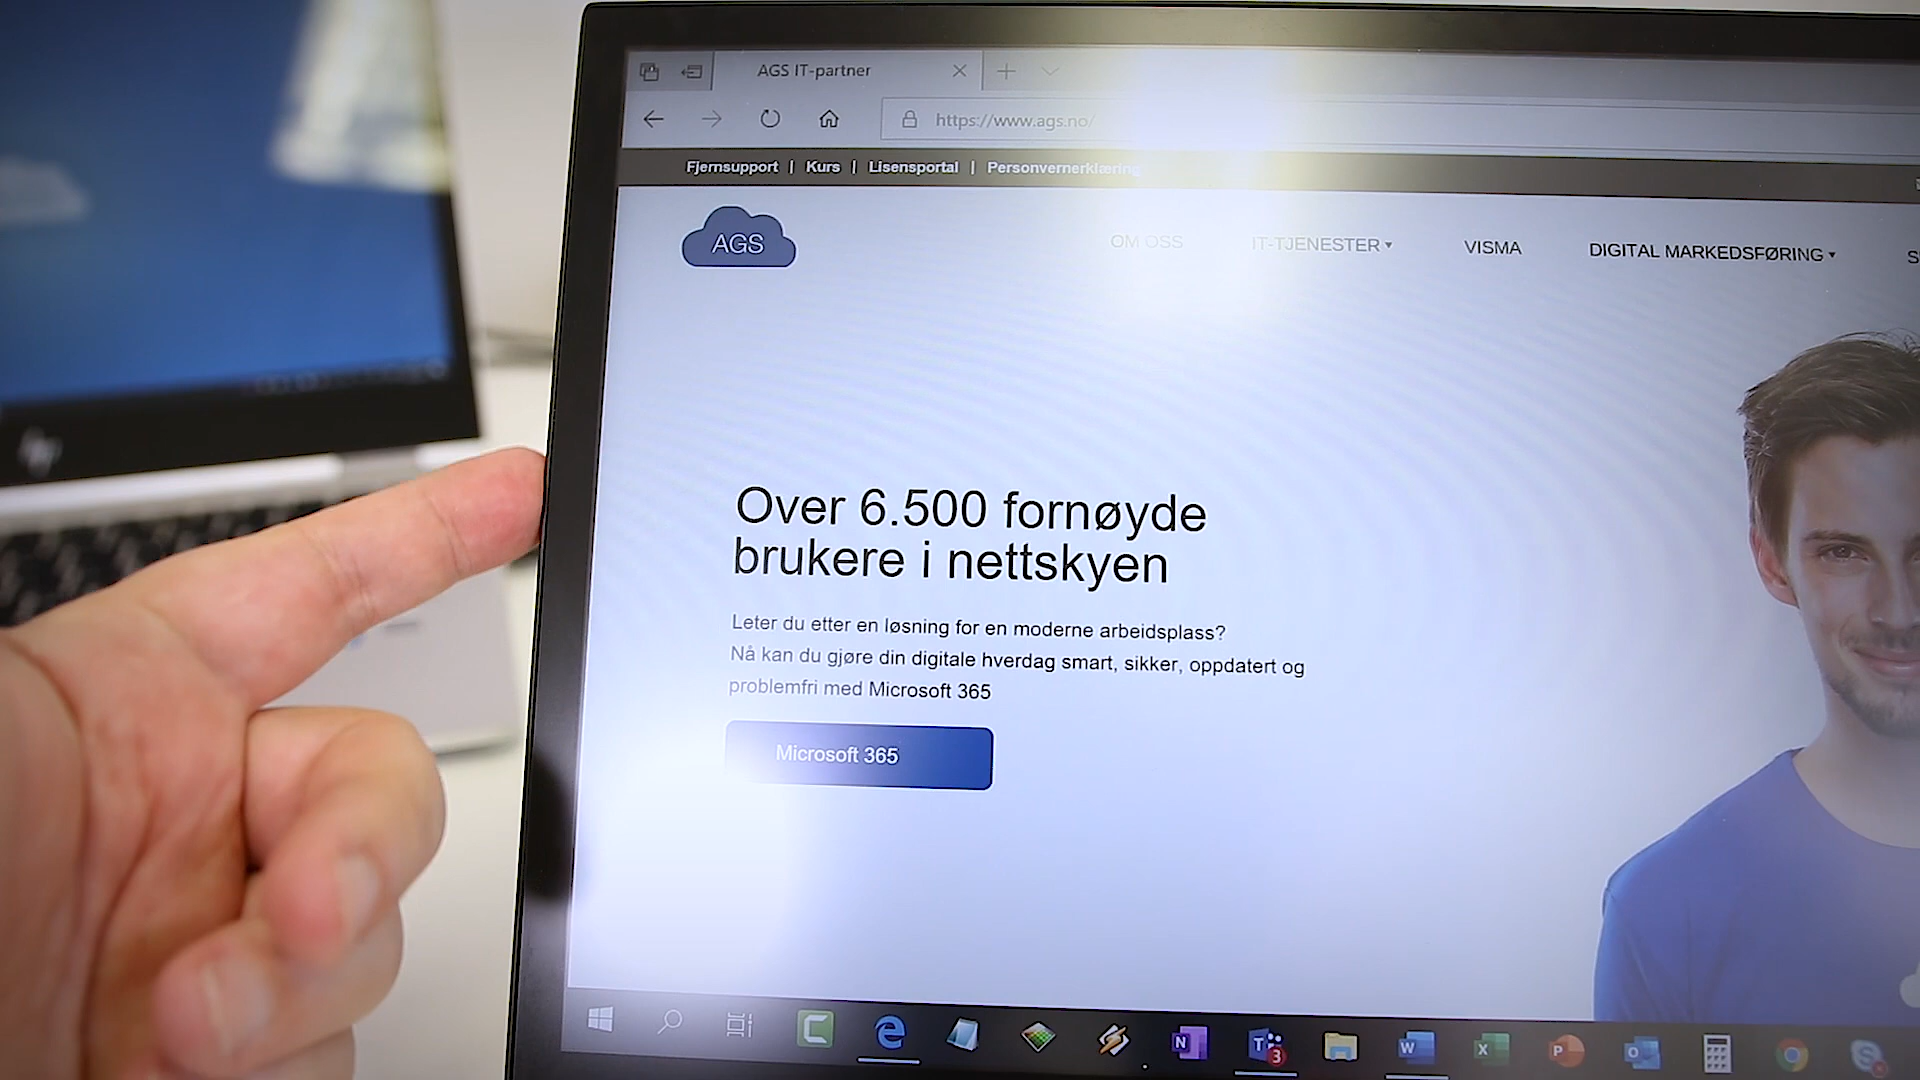 AGS IT-partner
https://www.ags.no/
Fjernsupport | Kurs | Lisensportal | Personvernerklæring
AGS
OM OSS IT-TJENESTER VISMA DIGITAL MARKEDSFØRING
Over 6.500 fornøyde
brukere i nettskyen
Leter du etter en løsning for en moderne arbeidsplass?
Nå kan du gjøre din digitale hverdag smart, sikker, oppdatert og
problemfri med Microsoft 365
Microsoft 365
hp
N T 3 W X P O